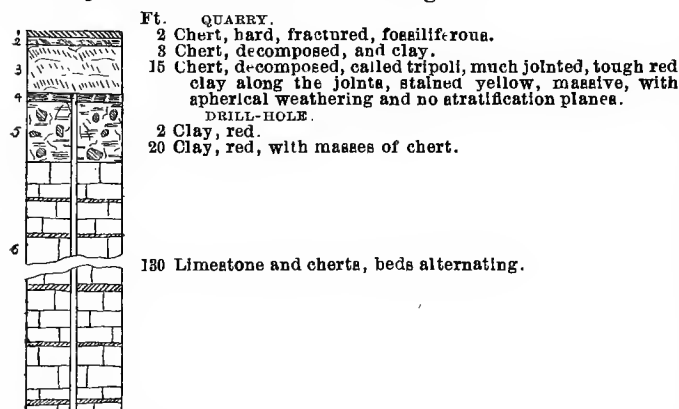 Ft. QUARRY.
1
2 Chert, hard, fractured, fossiliferous.
2
3 Chert, decomposed, and clay.
3
15 Chert, decomposed, called tripoli, much jointed, tough red
clay along the joints, stained yellow, massive, with
spherical weathering and no stratification planes.
DRILL-HOLE.
4
2 Clay, red.
5
20 Clay, red, with masses of chert.
6
130 Limestone and cherts, beds alternating.